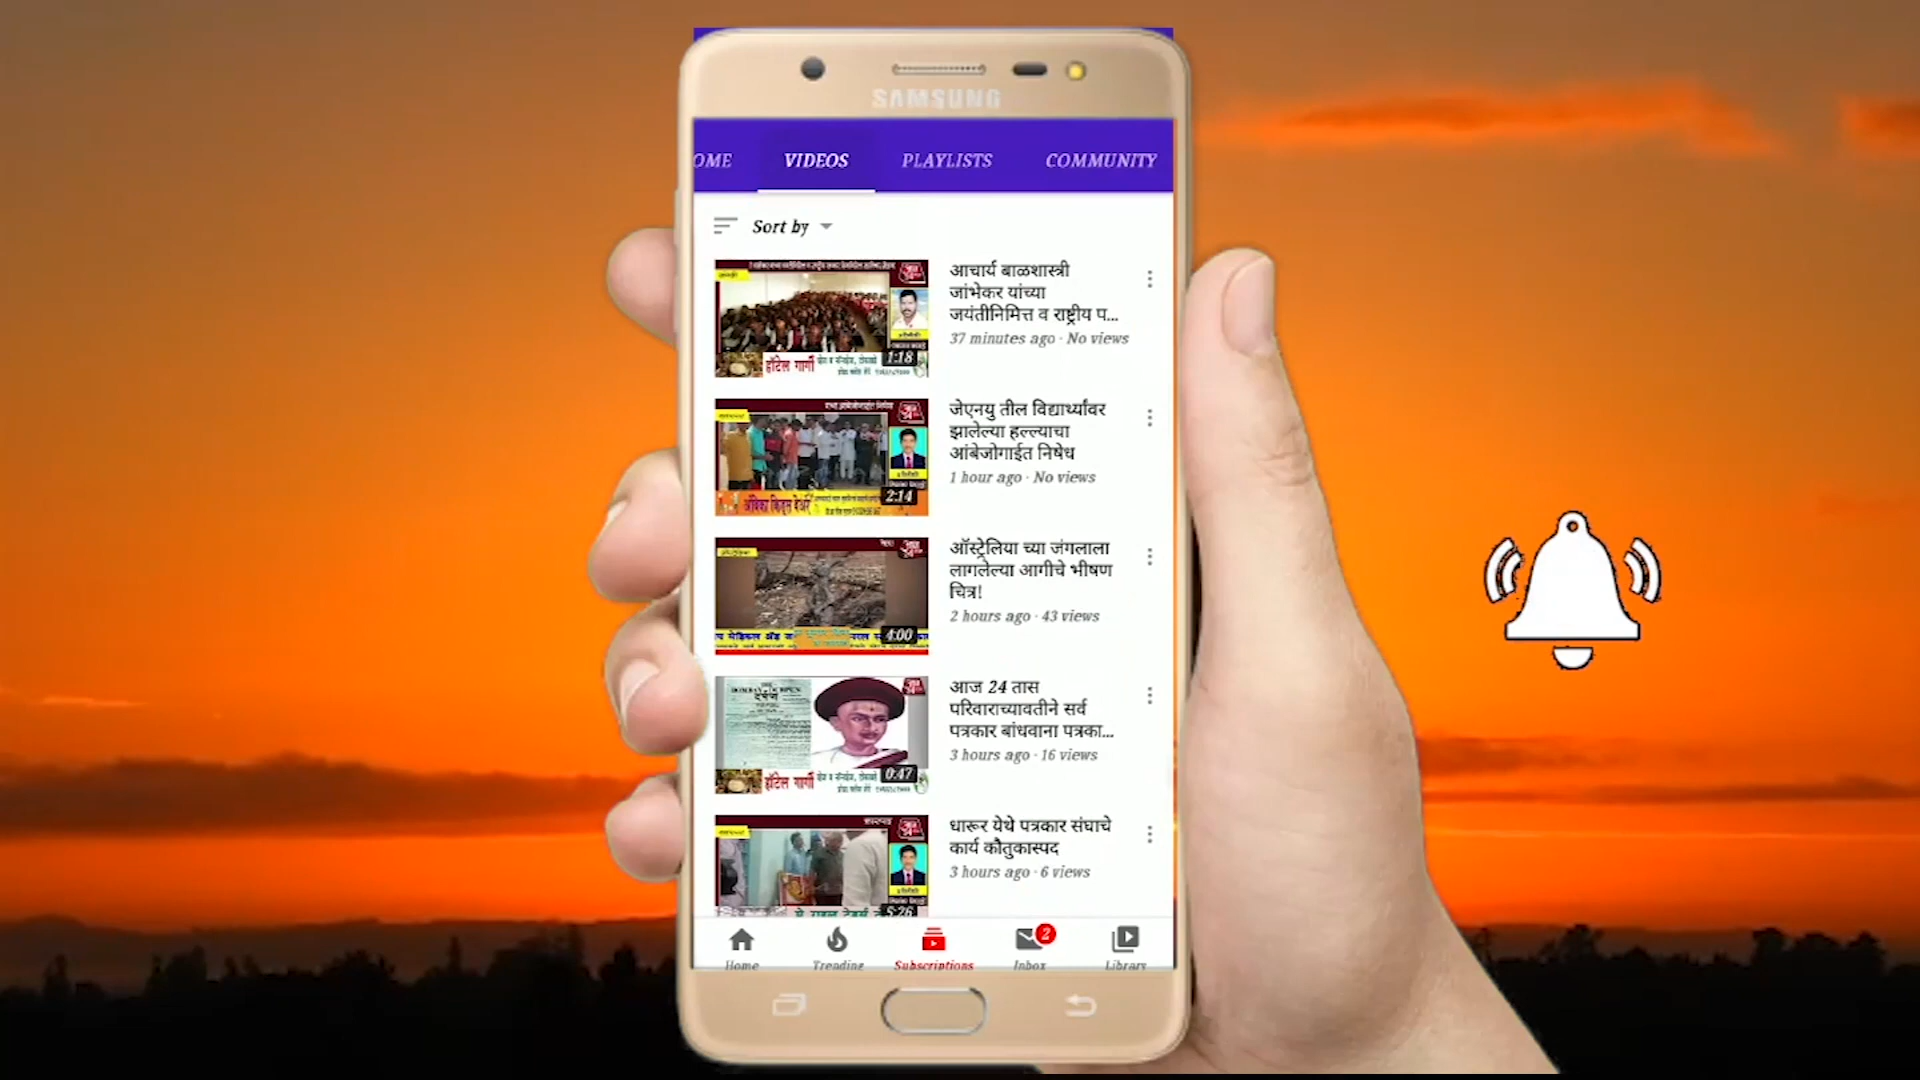 SAMSUNG
OME VIDEOS PLAYLISTS COMMUNITY
Sort by
आचार्य बाळशास्त्री
जांभेकर यांच्या
जयंतीनिमित्त व राष्ट्रीय प...
37 minutes ago · No views
1:18
हॉटेल गार्गी
जेएनयु तील विद्यार्थ्यांवर
झालेल्या हल्ल्याचा
आंबेजोगाईत निषेध
1 hour ago · No views
2:14
ऑस्ट्रेलिया च्या जंगलाला
लागलेल्या आगीचे भीषण
चित्र!
2 hours ago · 43 views
4:00
आज 24 तास
परिवाराच्यावतीने सर्व
पत्रकार बांधवाना पत्रका...
3 hours ago · 16 views
0:47
हॉटेल गार्गी
धारूर येथे पत्रकार संघाचे
कार्य कौतुकास्पद
3 hours ago · 6 views
5:26
2
Home Trending Subscriptions Inbox Library